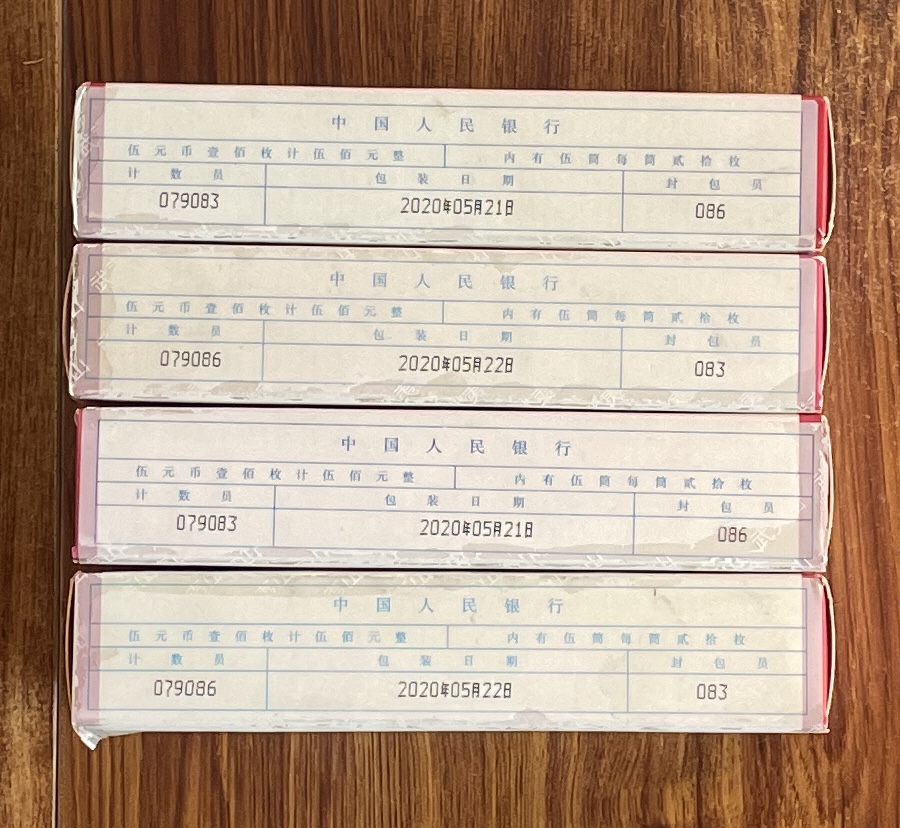 中国人民银行
伍元币壹佰枚计伍佰元整 内有伍筒每筒贰拾枚
计数员 包装日期 封包员
079083 2020年05月21日 086
中国人民银行
伍元币壹佰枚计伍佰元整 内有伍筒每筒贰拾枚
计数员 包装日期 封包员
079086 2020年05月22日 083
中国人民银行
伍元币壹佰枚计伍佰元整 内有伍筒每筒贰拾枚
计数员 包装日期 封包员
079083 2020年05月21日 086
中国人民银行
伍元币壹佰枚计伍佰元整 内有伍筒每筒贰拾枚
计数员 包装日期 封包员
079086 2020年05月22日 083